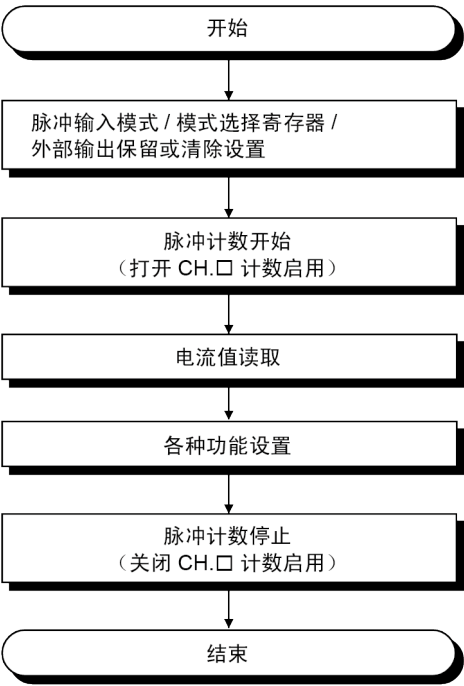 开始
脉冲输入模式 / 模式选择寄存器 /
外部输出保留或清除设置
脉冲计数开始
（打开 CH.□ 计数启用）
电流值读取
各种功能设置
脉冲计数停止
（关闭 CH.□ 计数启用）
结束